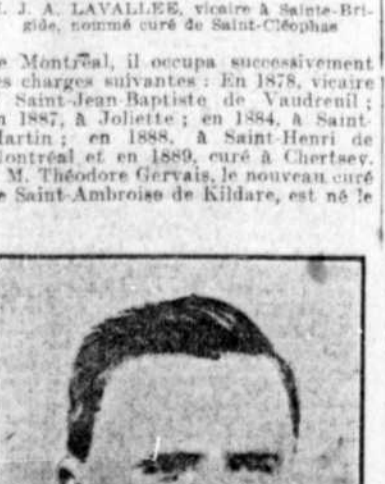 J. A. LAVALLEE, vicaire à Sainte-Bri-
gide, nommé curé de Saint-Cléophas
Montréal, il occupa successivement
es charges suivantes : En 1878, vicaire
Saint-Jean-Baptiste de Vaudreuil ;
n 1887, à Joliette ; en 1884, à Saint-
Martin ; en 1888, à Saint-Henri de
Montréal et en 1889, curé à Chertsey.
M. Théodore Gervais, le nouveau curé
e Saint-Ambroise de Kildare, est né le